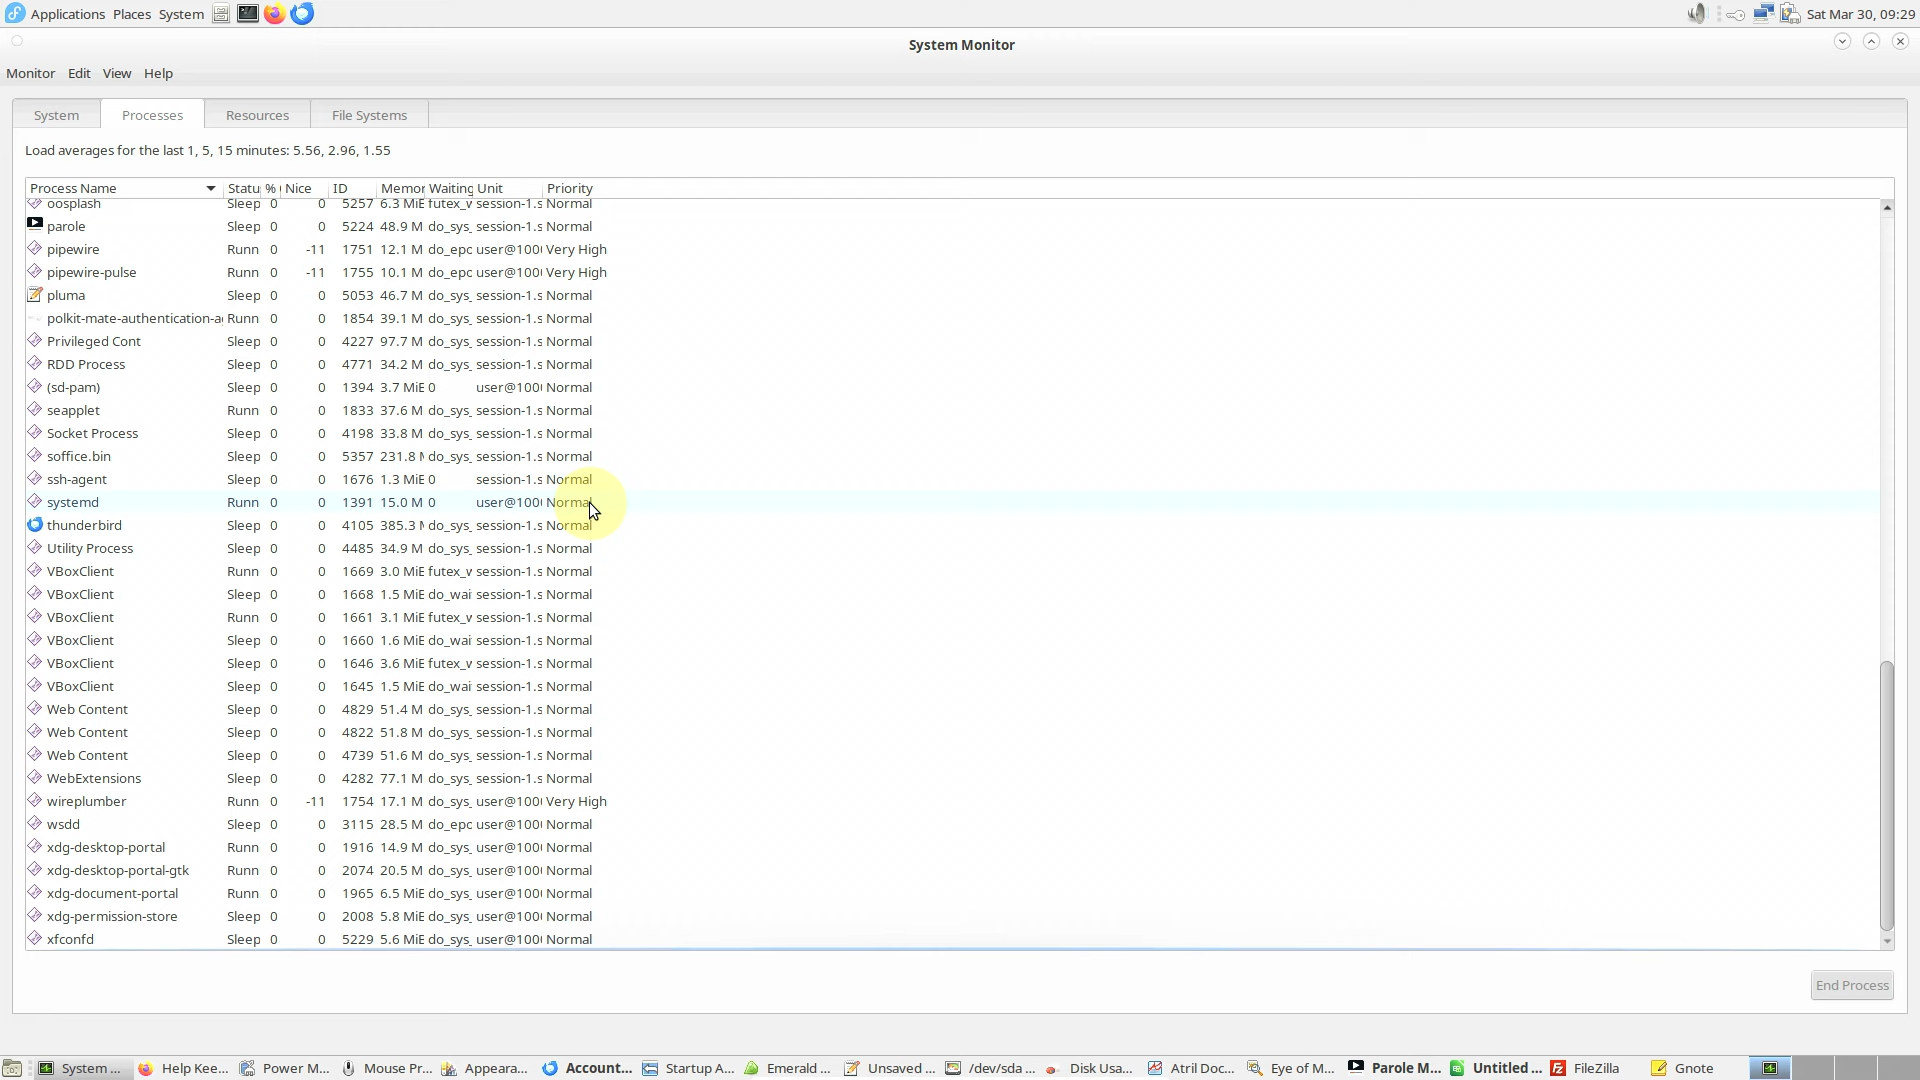 Applications Places System Sat Mar 30, 09:29
System Monitor
Monitor Edit View Help
System Processes Resources File Systems
Load averages for the last 1, 5, 15 minutes: 5.56, 2.96, 1.55
Process Name Statu % Nice ID Memor Waiting Unit Priority
oosplash Sleep 0 0 5257 6.3 MiE futex_v session-1.s Normal
parole Sleep 0 0 5224 48.9 M do_sys_ session-1.s Normal
pipewire Runn 0 -11 1751 12.1 M do_epc user@100 Very High
pipewire-pulse Runn 0 -11 1755 10.1 M do_epc user@100 Very High
pluma Sleep 0 0 5053 46.7 M do_sys_ session-1.s Normal
polkit-mate-authentication-a Runn 0 0 1854 39.1 M do_sys_ session-1.s Normal
Privileged Cont Sleep 0 0 4227 97.7 M do_sys_ session-1.s Normal
RDD Process Sleep 0 0 4771 34.2 M do_sys_ session-1.s Normal
(sd-pam) Sleep 0 0 1394 3.7 MiE 0 user@100 Normal
seapplet Runn 0 0 1833 37.6 M do_sys_ session-1.s Normal
Socket Process Sleep 0 0 4198 33.8 M do_sys_ session-1.s Normal
soffice.bin Sleep 0 0 5357 231.8 M do_sys_ session-1.s Normal
ssh-agent Sleep 0 0 1676 1.3 MiE 0 session-1.s Normal
systemd Runn 0 0 1391 15.0 M 0 user@100 Normal
thunderbird Sleep 0 0 4105 385.3 M do_sys_ session-1.s Normal
Utility Process Sleep 0 0 4485 34.9 M do_sys_ session-1.s Normal
VBoxClient Runn 0 0 1669 3.0 MiE futex_v session-1.s Normal
VBoxClient Sleep 0 0 1668 1.5 MiE do_wai session-1.s Normal
VBoxClient Runn 0 0 1661 3.1 MiE futex_v session-1.s Normal
VBoxClient Sleep 0 0 1660 1.6 MiE do_wai session-1.s Normal
VBoxClient Sleep 0 0 1646 3.6 MiE futex_v session-1.s Normal
VBoxClient Sleep 0 0 1645 1.5 MiE do_wai session-1.s Normal
Web Content Sleep 0 0 4829 51.4 M do_sys_ session-1.s Normal
Web Content Sleep 0 0 4822 51.8 M do_sys_ session-1.s Normal
Web Content Sleep 0 0 4739 51.6 M do_sys_ session-1.s Normal
WebExtensions Sleep 0 0 4282 77.1 M do_sys_ session-1.s Normal
wireplumber Runn 0 -11 1754 17.1 M do_sys_ user@100 Very High
wsdd Sleep 0 0 3115 28.5 M do_epc user@100 Normal
xdg-desktop-portal Runn 0 0 1916 14.9 M do_sys_ user@100 Normal
xdg-desktop-portal-gtk Runn 0 0 2074 20.5 M do_sys_ user@100 Normal
xdg-document-portal Runn 0 0 1965 6.5 MiE do_sys_ user@100 Normal
xdg-permission-store Sleep 0 0 2008 5.8 MiE do_sys_ user@100 Normal
xfconfd Sleep 0 0 5229 5.6 MiE do_sys_ user@100 Normal
End Process
System ... Help Kee... Power M... Mouse Pr... Appeara... Account... Startup A... Emerald ... Unsaved ... /dev/sda ... Disk Usa... Atril Doc... Eye of M... Parole M... Untitled ... FileZilla Gnote